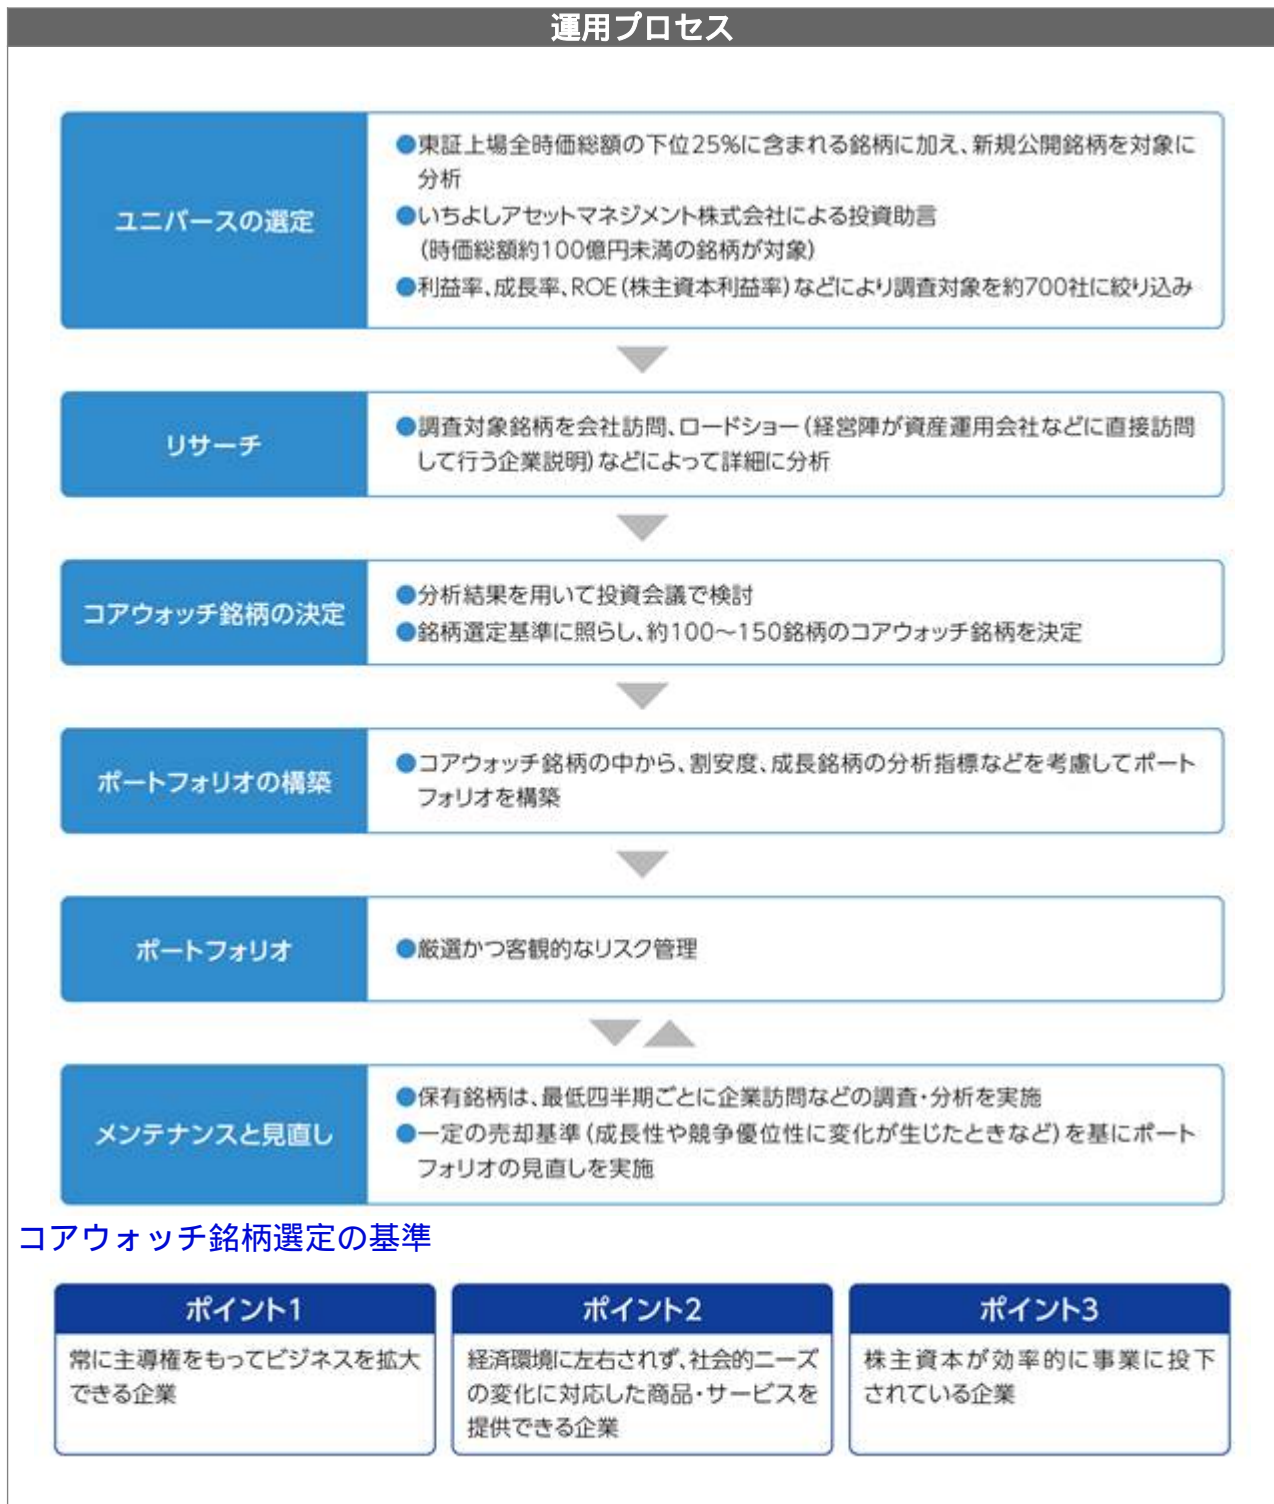 運用プロセス
ユニバースの選定
●東証上場全時価総額の下位25%に含まれる銘柄に加え、新規公開銘柄を対象に
分析
●いちよしアセットマネジメント株式会社による投資助言
(時価総額約100億円未満の銘柄が対象)
●利益率、成長率、ROE(株主資本利益率)などにより調査対象を約700社に絞り込み
リサーチ
●調査対象銘柄を会社訪問、ロードショー(経営陣が資産運用会社などに直接訪問
して行う企業説明)などによって詳細に分析
コアウォッチ銘柄の決定
●分析結果を用いて投資会議で検討
●銘柄選定基準に照らし、約100～150銘柄のコアウォッチ銘柄を決定
ポートフォリオの構築
●コアウォッチ銘柄の中から、割安度、成長銘柄の分析指標などを考慮してポート
フォリオを構築
ポートフォリオ
●厳選かつ客観的なリスク管理
メンテナンスと見直し
●保有銘柄は、最低四半期ごとに企業訪問などの調査・分析を実施
●一定の売却基準(成長性や競争優位性に変化が生じたときなど)を基にポート
フォリオの見直しを実施
コアウォッチ銘柄選定の基準
ポイント1
常に主導権をもってビジネスを拡大
できる企業
ポイント2
経済環境に左右されず、社会的ニーズ
の変化に対応した商品・サービスを
提供できる企業
ポイント3
株主資本が効率的に事業に投下
されている企業